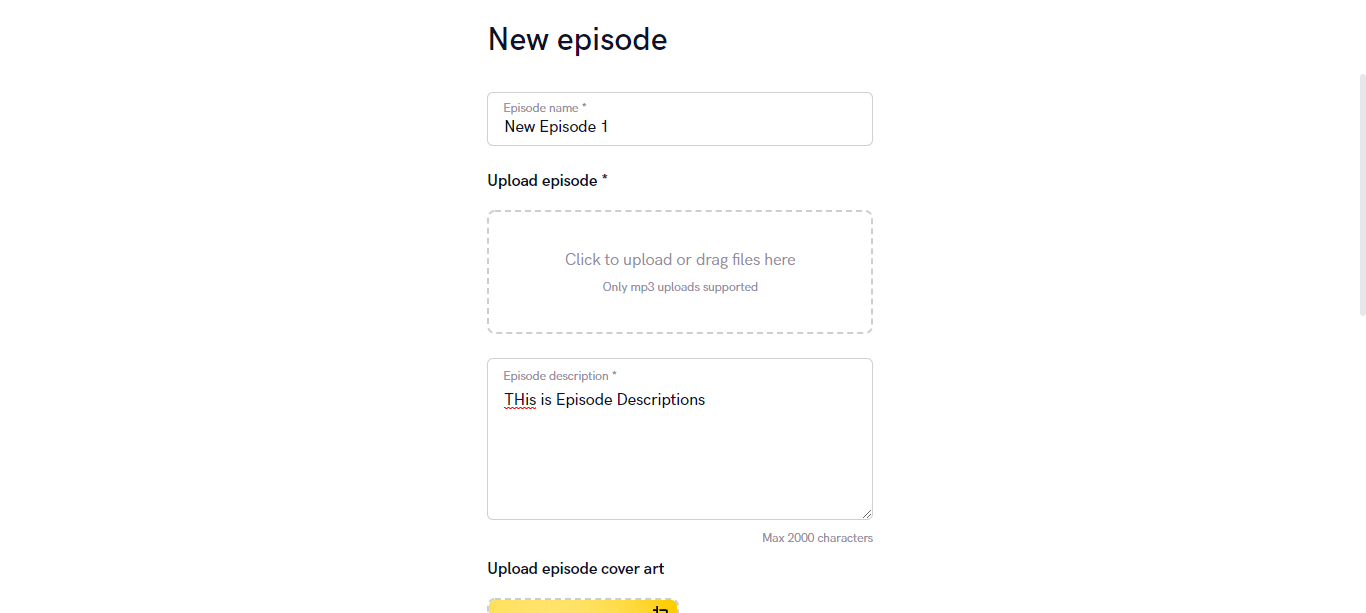 New episode
Episode name *
New Episode 1
Upload episode *
Click to upload or drag files here
Only mp3 uploads supported
Episode description *
THis is Episode Descriptions
Max 2000 characters
Upload episode cover art